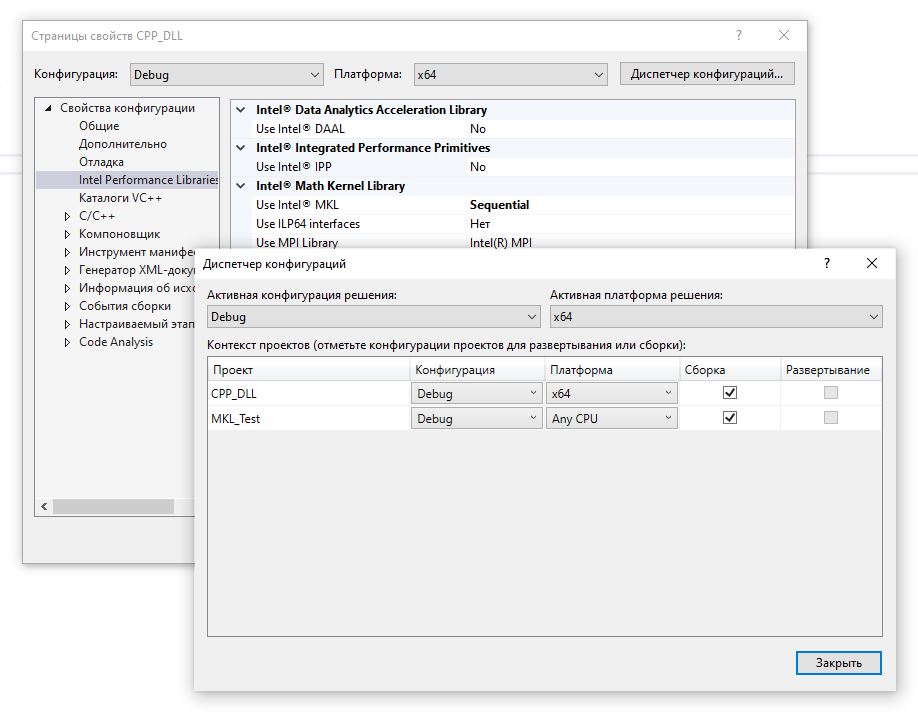 Страницы свойств CPP_DLL
?
Конфигурация: Debug Платформа: x64 Диспетчер конфигураций...
Свойства конфигурации
Общие
Дополнительно
Отладка
Intel Performance Libraries
Каталоги VC++
C/C++
Компоновщик
Инструмент манифес
Генератор XML-доку
Информация об исхо
События сборки
Настраиваемый этап
Code Analysis
Intel® Data Analytics Acceleration Library
Use Intel® DAAL No
Intel® Integrated Performance Primitives
Use Intel® IPP No
Intel® Math Kernel Library
Use Intel® MKL Sequential
Use ILP64 interfaces Нет
Use MPI Library Intel(R) MPI
Диспетчер конфигураций ?
Активная конфигурация решения: Активная платформа решения:
Debug x64
Контекст проектов (отметьте конфигурации проектов для развертывания или сборки):
Проект Конфигурация Платформа Сборка Развертывание
CPP_DLL Debug x64
MKL_Test Debug Any CPU
Закрыть